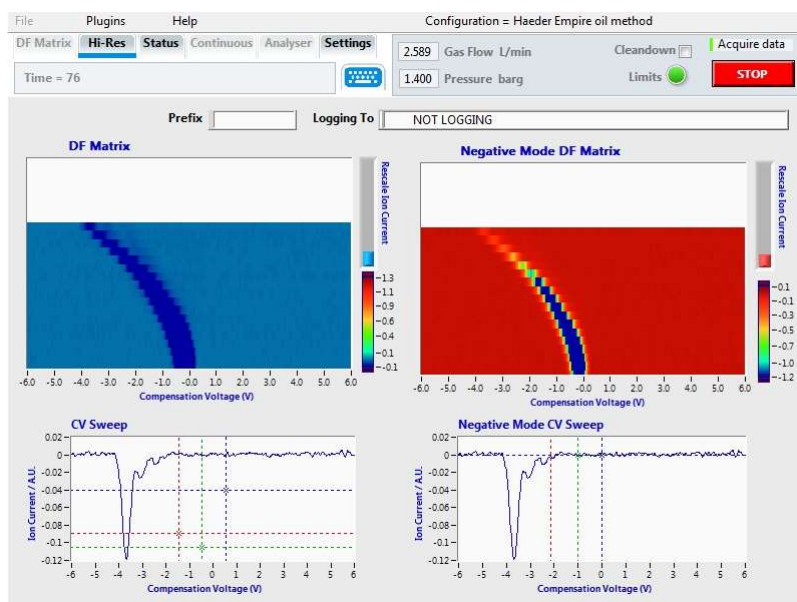 File Plugins Help Configuration = Haeder Empire oil method
DF Matrix Hi-Res Status Continuous Analyser Settings
2.589 Gas Flow L/min Cleandown Acquire data
Time = 76 1.400 Pressure barg Limits STOP
Prefix Logging To NOT LOGGING
DF Matrix Negative Mode DF Matrix
Rescale Ion Current
-1.3
-1.1
-0.9
-0.6
-0.4
-0.1
-0.1
-6.0 -5.0 -4.0 -3.0 -2.0 -1.0 -0.0 1.0 2.0 3.0 4.0 5.0 6.0
Compensation Voltage (V)
Rescale Ion Current
-0.1
-0.1
-0.3
-0.5
-0.7
-1.0
-1.2
-6.0 -5.0 -4.0 -3.0 -2.0 -1.0 -0.0 1.0 2.0 3.0 4.0 5.0 6.0
Compensation Voltage (V)
CV Sweep
Ion Current / A.U.
0.02
0
-0.02
-0.04
-0.06
-0.08
-0.1
-0.12
-6 -5 -4 -3 -2 -1 0 1 2 3 4 5 6
Compensation Voltage (V)
Negative Mode CV Sweep
Ion Current / A.U.
0.02
0
-0.02
-0.04
-0.06
-0.08
-0.1
-0.12
-6 -5 -4 -3 -2 -1 0 1 2 3 4 5 6
Compensation Voltage (V)